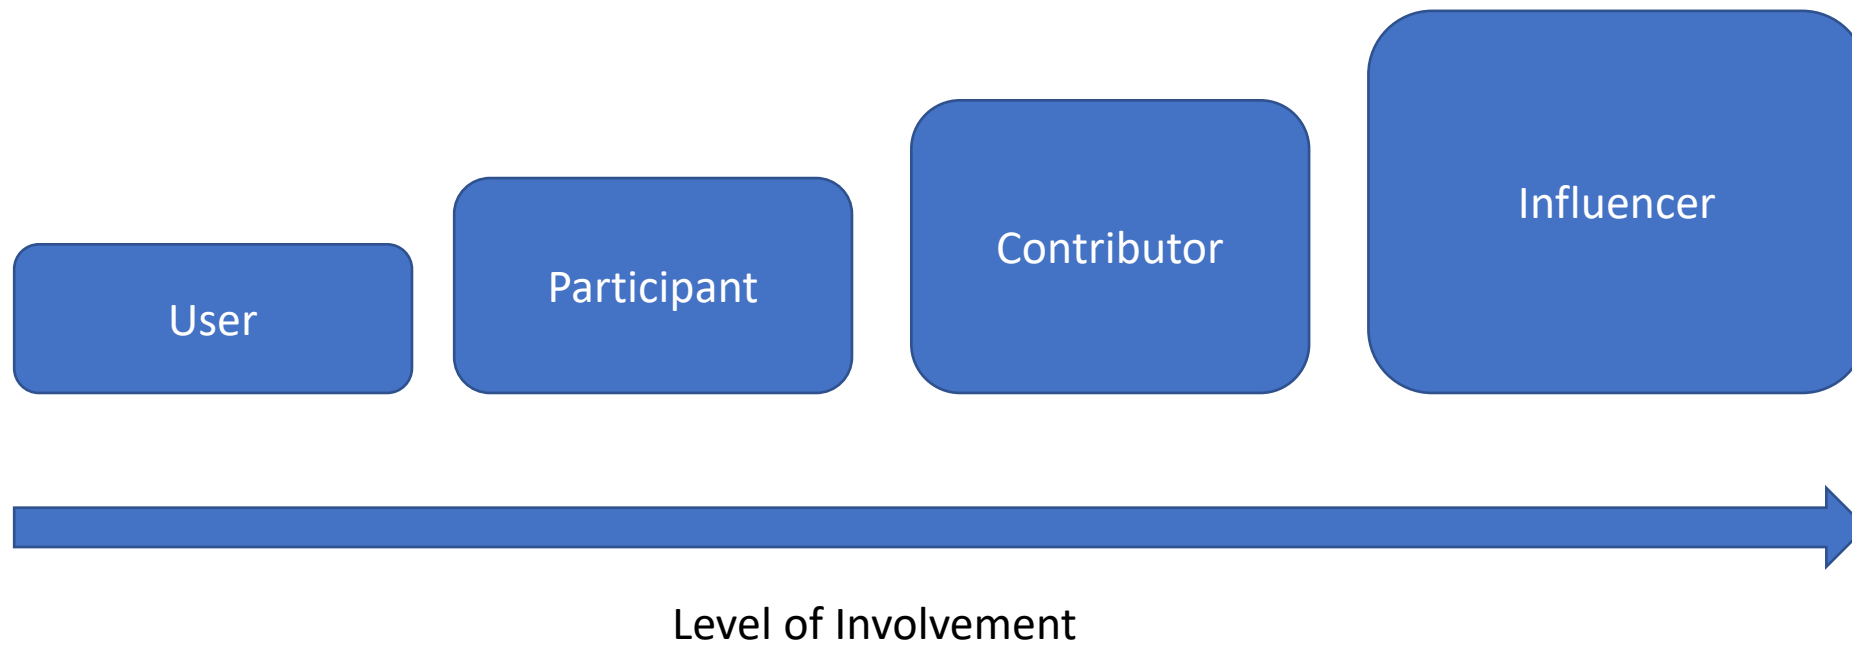 User
Participant
Contributor
Influencer
Level of Involvement